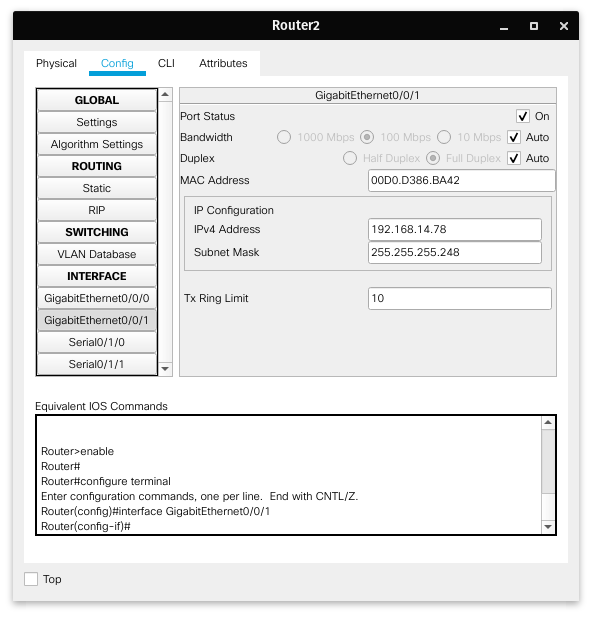 Router2
Physical Config CLI Attributes
GLOBAL
Settings
Algorithm Settings
ROUTING
Static
RIP
SWITCHING
VLAN Database
INTERFACE
GigabitEthernet0/0/0
GigabitEthernet0/0/1
Serial0/1/0
Serial0/1/1
GigabitEthernet0/0/1
Port Status On
Bandwidth 1000 Mbps 100 Mbps 10 Mbps Auto
Duplex Half Duplex Full Duplex Auto
MAC Address 00D0.D386.BA42
IP Configuration
IPv4 Address 192.168.14.78
Subnet Mask 255.255.255.248
Tx Ring Limit 10
Equivalent IOS Commands
Router>enable
Router#
Router#configure terminal
Enter configuration commands, one per line. End with CNTL/Z.
Router(config)#interface GigabitEthernet0/0/1
Router(config-if)#
Top